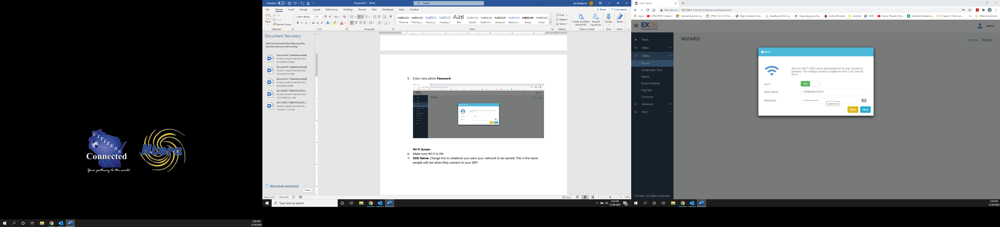 CITIZENS
Connected
Your pathway to the world
Ntera
3:29 PM
12/29/2020
AutoSave Off
Document1 - Word
Search
Jen Diederich
JD
File Home Insert Design Layout References Mailings Review View Developer Help Acrobat
Share Comments
Paste
Cut
Copy
Format Painter
Clipboard
Calibri (Body) 11
Font
Paragraph
AaBbCcDc AaBbCcDc AaBbCc AaBbCcC AaB AaBbCcC AaBbCcDc AaBbCcDc AaBbCcDc AaBbCcDc AaBbCcDc
¶ Normal ¶ No Spac... Heading 1 Heading 2 Title Subtitle Subtle Em... Emphasis Intense E... Strong Quote
Styles
Find
Replace
Select
Editing
Create and Share Adobe PDF
Request Signatures
Adobe Acrobat
Dictate
Voice
Editor
Editor
Document Recovery
Word has recovered the following files.
Save the ones you wish to keep.
Document4 [AutoRecovered]
Version created from the last...
9/10/2020 2:34 PM
Document5 [AutoRecovered]
Version created from the last...
9/10/2020 3:32 PM
Document1 [AutoRecovered]
Version created from the last...
9/4/2020 2:30 PM
ACH DIRECT DEPOSIT AUTH...
Version created from the last...
10/15/2020 8:21 AM
ACH DIRECT DEPOSIT AUTH...
Version created last time the...
1/7/2015 11:23 AM
Which file do I want to save?
Close
5. Enter new admin Password
Wi-Fi Screen
6. Make sure Wi-Fi is ON
7. SSID Name: Change this to whatever you want your network to be named. This is the name
people will see when they connect to your WiFi
Page 2 of 2 156 words
Focus
120%
Type here to search
3:29 PM
12/29/2020
Calix Admin
Not secure 192.168.1.1/#/html/utilities/utilities/wizard
Apps HTML/PHP Contact... Internet Explorer co... HTML 5.2: 4.10. For... Open Handset Allia... ExcelExport from A... Organizing your So... AndroidTutorial Android WIDS Heavy Thunder Stor... Android Architectur... Chapter 1: From zer... » Other bookmarks
EXOS
The Experience OS
admin
Home
Status
Utilities
Wizard
Configuration Save
Reboot
Restore Defaults
Ping Test
Traceroute
Advanced
Wi-Fi
© Calix | All Rights Reserved
WIZARD
Home / Wizard
Wi-Fi
Set your Wi-Fi SSID name and password for your residence
gateway. The settings would be applied to both 2.4G and 5G
Wi-Fi
Wi-Fi On
SSID Name CXNK0081C51A
Password ••••••••••••••••
password
Back Next
3:29 PM
12/29/2020